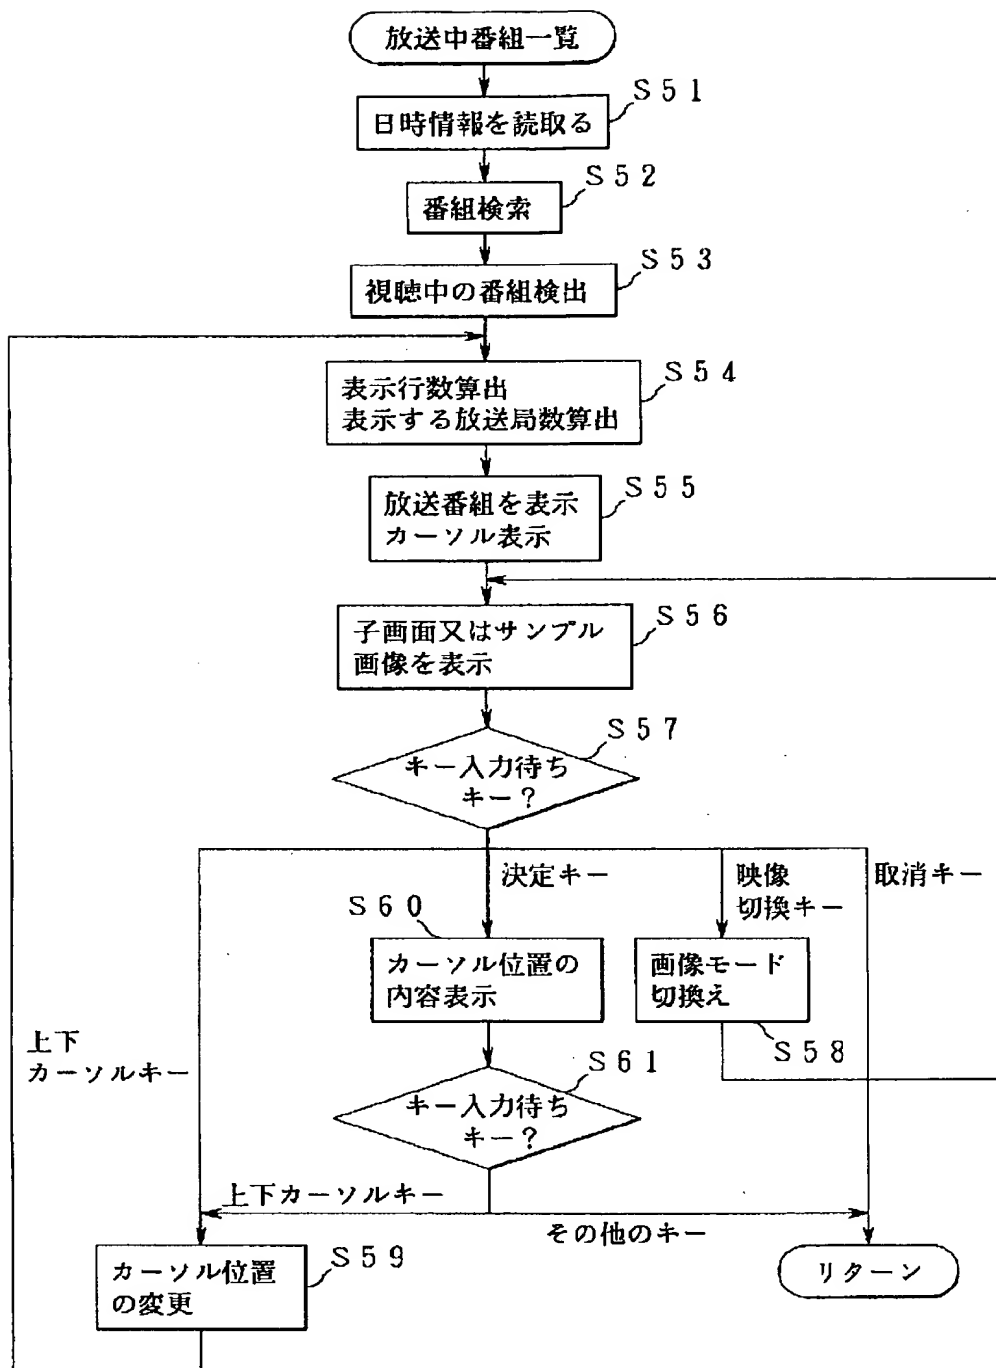 放送中番組一覧
S51
日時情報を読取る
S52
番組検索
S53
視聴中の番組検出
S54
表示行数算出
表示する放送局数算出
S55
放送番組を表示
カーソル表示
S56
子画面又はサンプル
画像を表示
S57
キー入力待ち
キー?
決定キー
映像
切換キー
取消キー
S60
カーソル位置の
内容表示
画像モード
切換え
S58
上下
カーソルキー
S61
キー入力待ち
キー?
上下カーソルキー
その他のキー
S59
カーソル位置
の変更
リターン